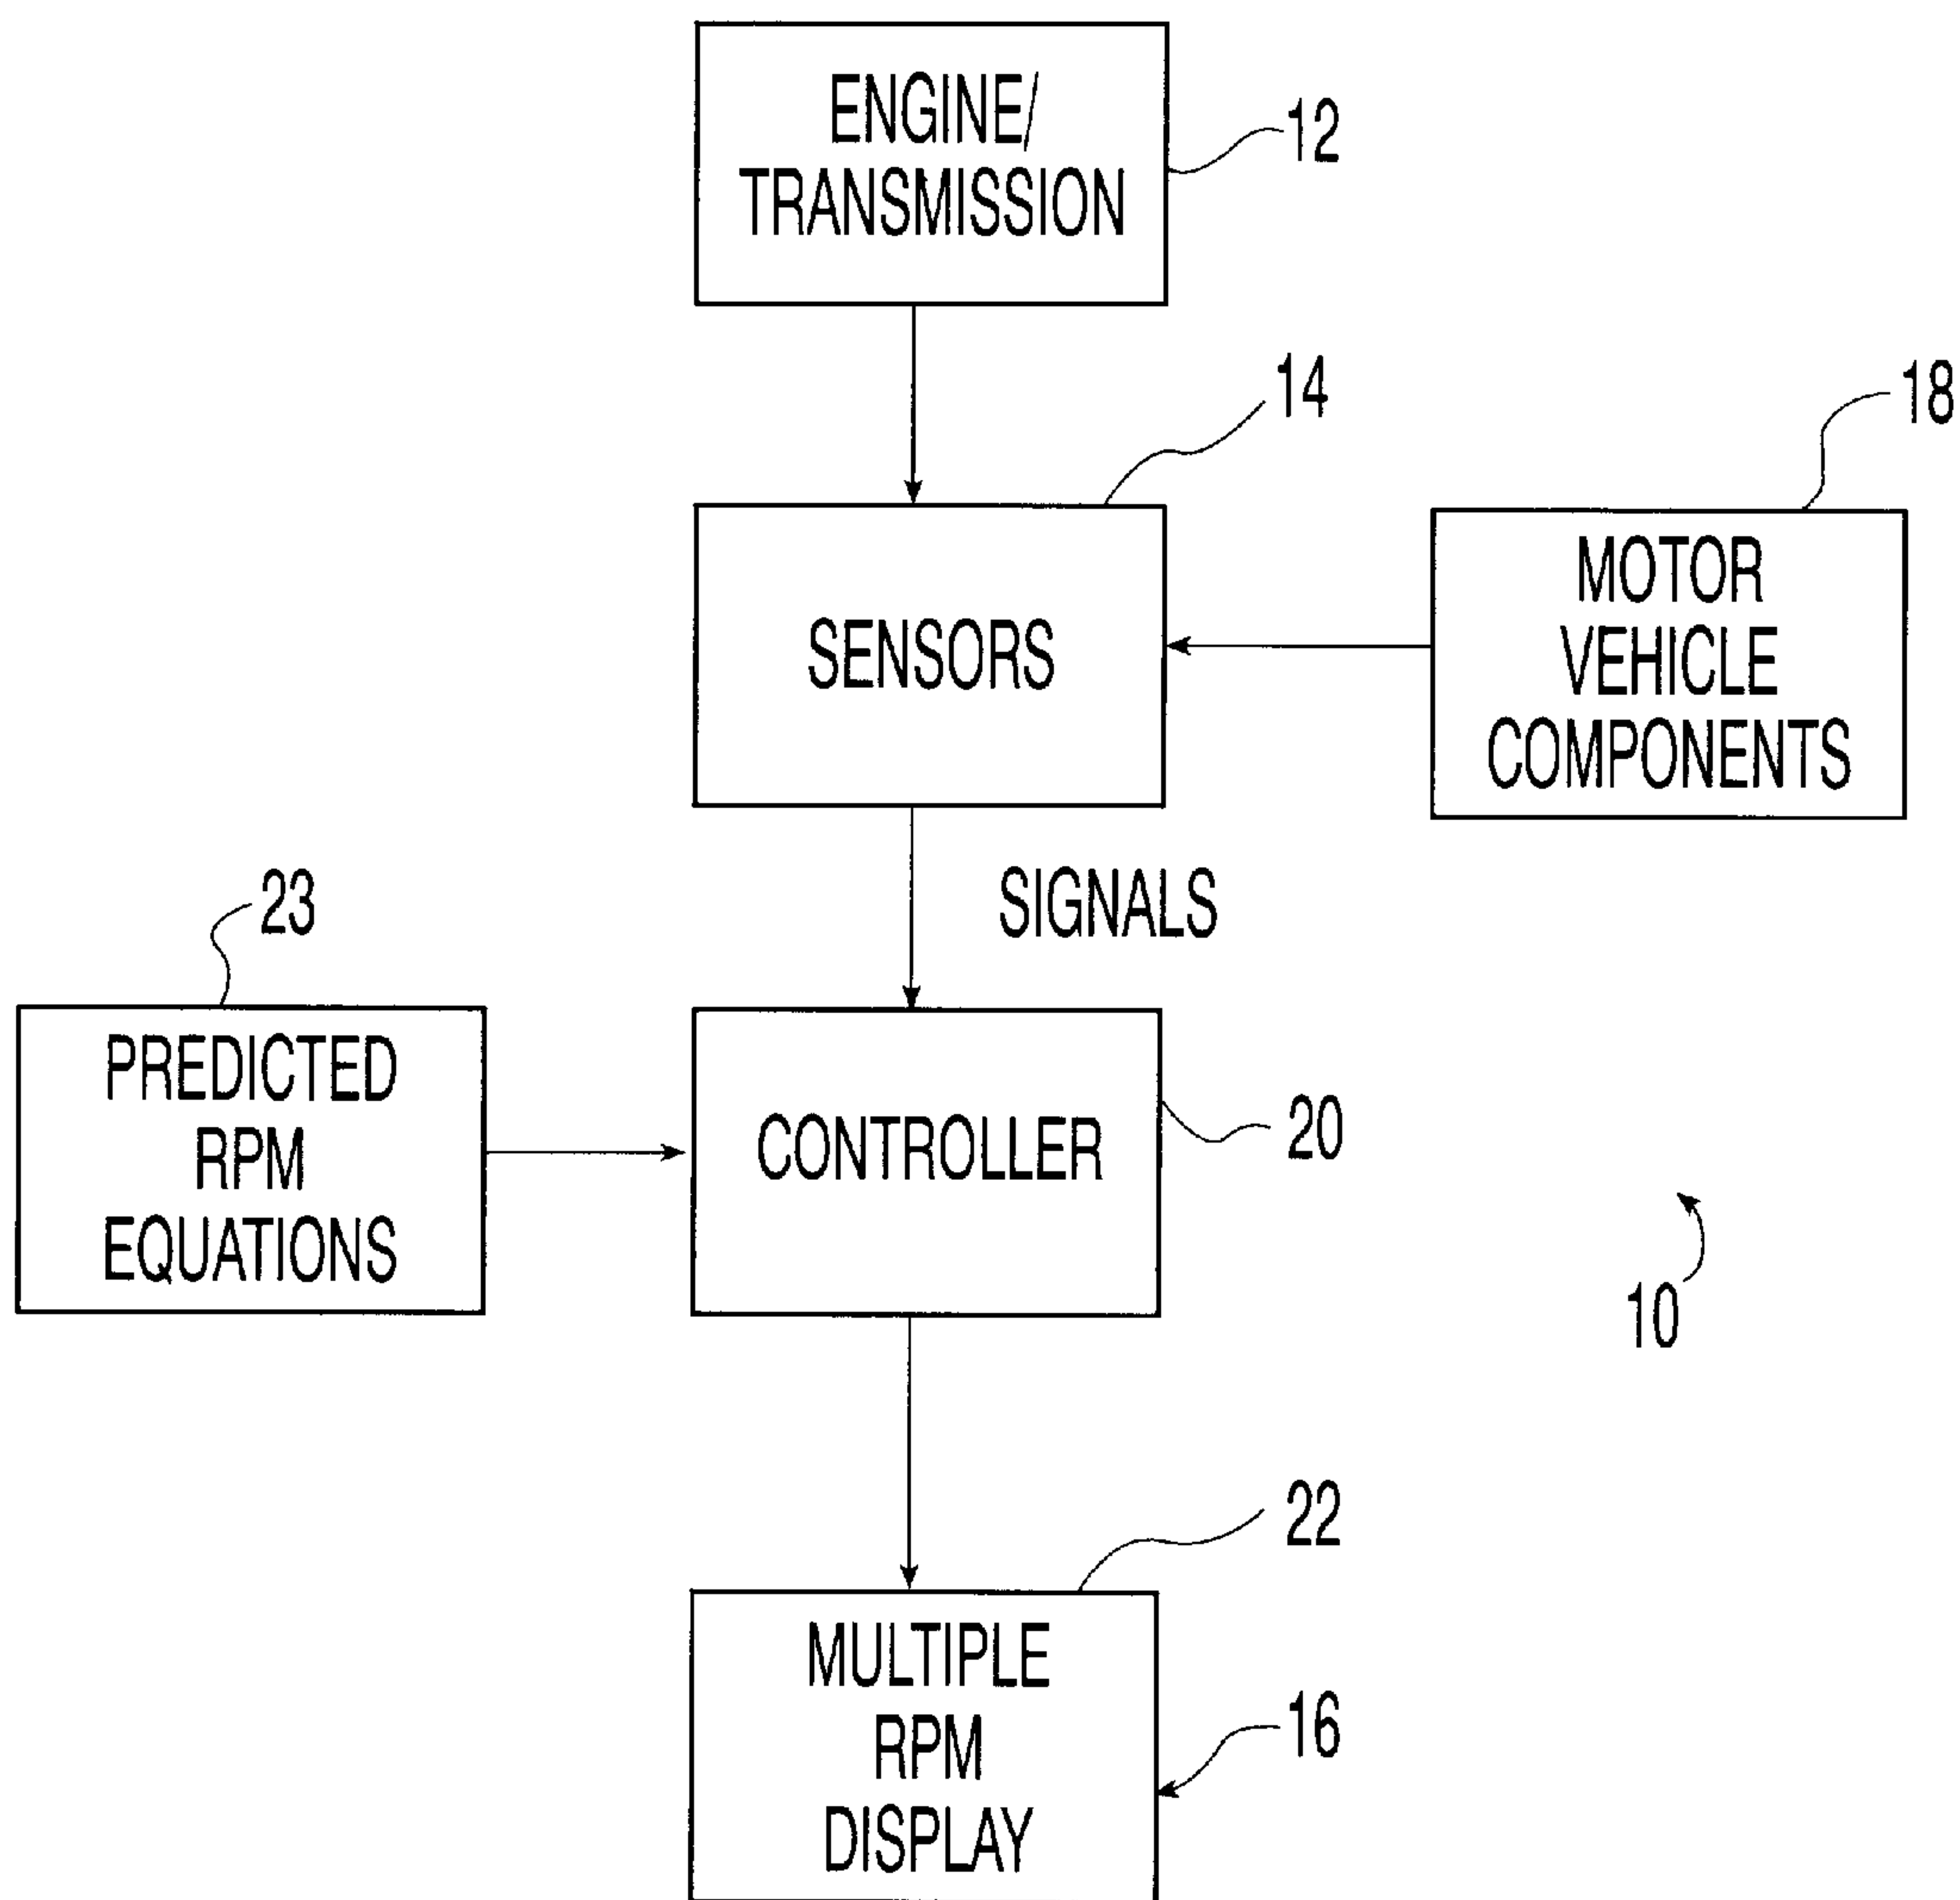 ENGINE/
TRANSMISSION
12
14
18
SENSORS
MOTOR
VEHICLE
COMPONENTS
SIGNALS
23
PREDICTED
RPM
EQUATIONS
CONTROLLER
20
10
22
MULTIPLE
RPM
DISPLAY
16